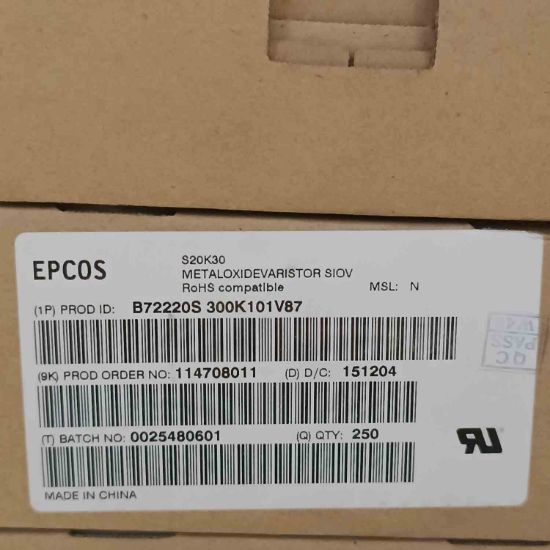 S20K30
EPCOS METALOXIDEVARISTOR SIOV
RoHS compatible MSL: N
(1P) PROD ID: B72220S 300K101V87
(9K) PROD ORDER NO: 114708011 (D) D/C: 151204
(T) BATCH NO: 0025480601 (Q) QTY: 250
MADE IN CHINA
QC
PASS
W4